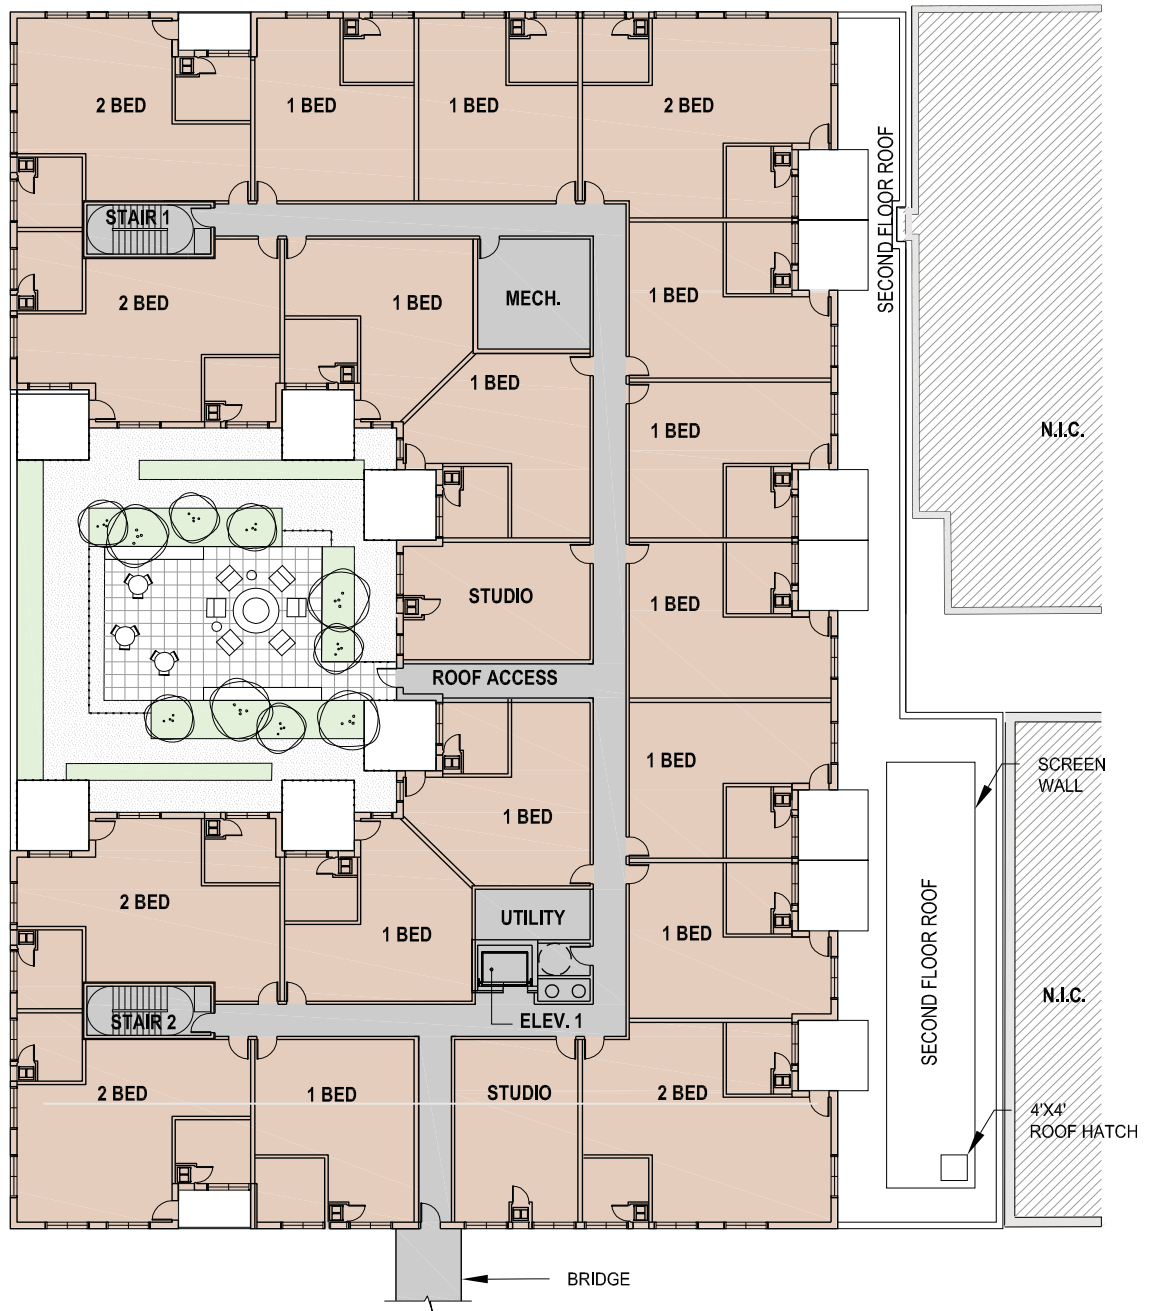 2 BED
1 BED
1 BED
2 BED
SECOND FLOOR ROOF
STAIR 1
2 BED
1 BED
MECH.
1 BED
1 BED
1 BED
N.I.C.
STUDIO
1 BED
ROOF ACCESS
1 BED
SCREEN
WALL
1 BED
2 BED
UTILITY
1 BED
1 BED
SECOND FLOOR ROOF
N.I.C.
STAIR 2
ELEV. 1
2 BED
1 BED
STUDIO
2 BED
4'X4'
ROOF HATCH
BRIDGE